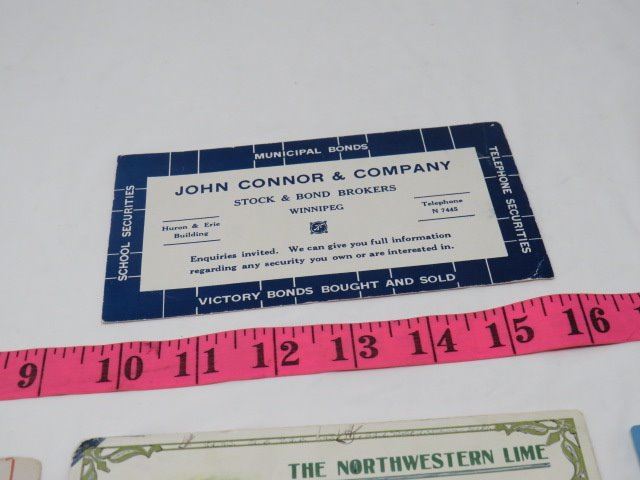 MUNICIPAL BONDS
SCHOOL SECURITIES
TELEPHONE SECURITIES
JOHN CONNOR & COMPANY
STOCK & BOND BROKERS
WINNIPEG
Huron & Erie
Building
Telephone
N 7445
Enquiries invited. We can give you full information
regarding any security you own or are interested in.
VICTORY BONDS BOUGHT AND SOLD
9 10 11 12 13 14 15 16
THE NORTHWESTERN LIME